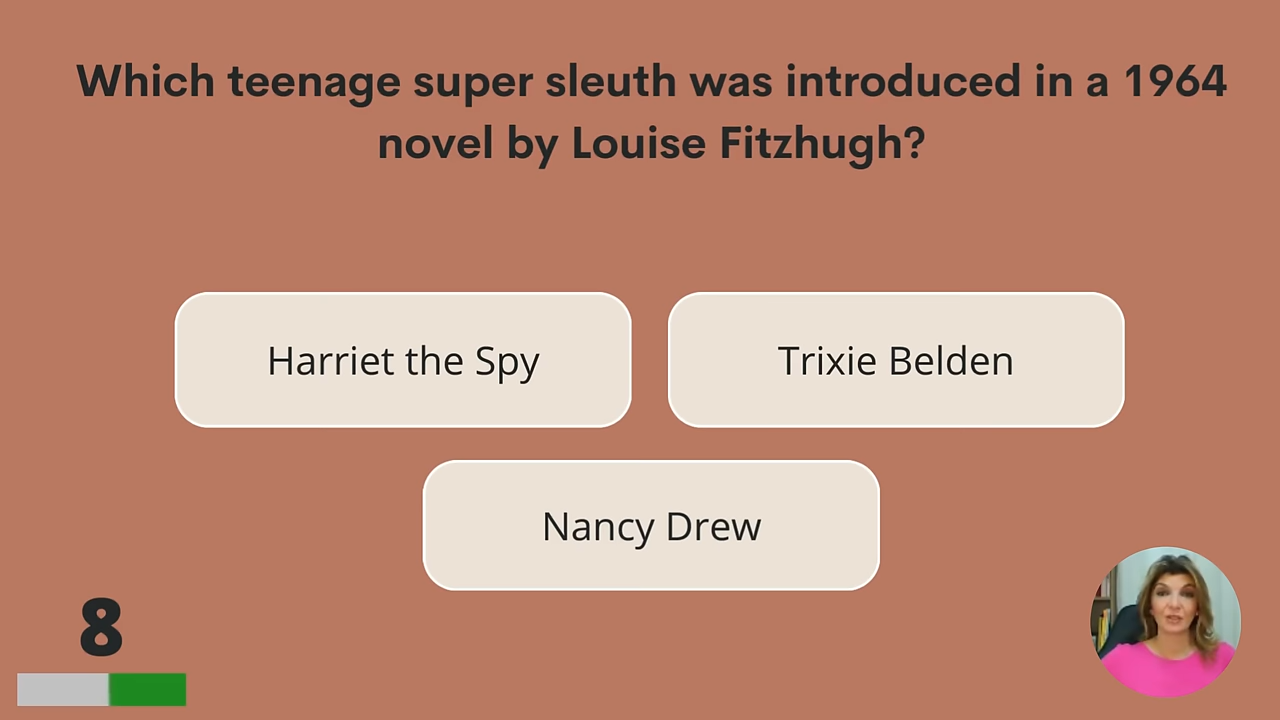 Which teenage super sleuth was introduced in a 1964
novel by Louise Fitzhugh?
Harriet the Spy
Trixie Belden
Nancy Drew
8